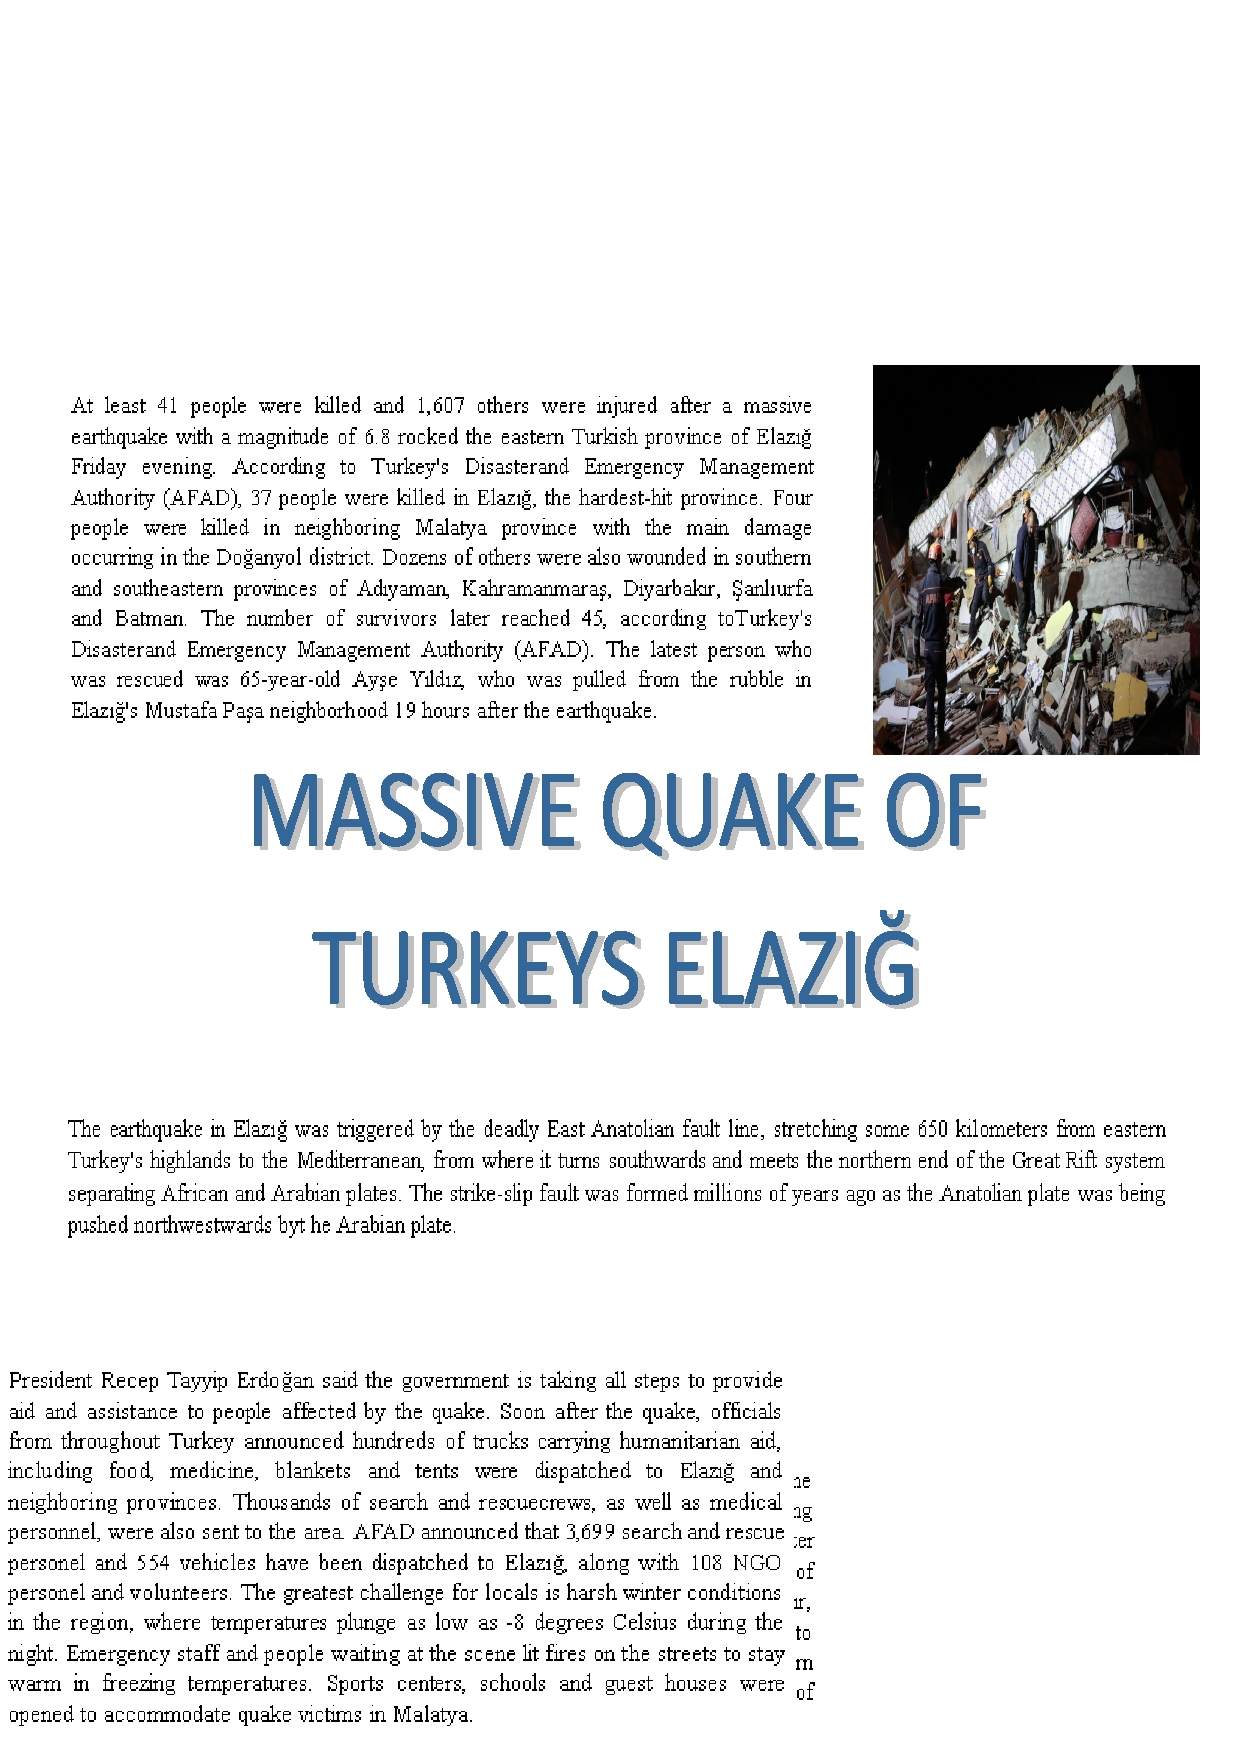 At least 41 people were killed and 1,607 others were injured after a massive
earthquake with a magnitude of 6.8 rocked the eastern Turkish province of Elazığ
Friday evening. According to Turkey's Disasterand Emergency Management
Authority (AFAD), 37 people were killed in Elazığ, the hardest-hit province. Four
people were killed in neighboring Malatya province with the main damage
occurring in the Doğanyol district. Dozens of others were also wounded in southern
and southeastern provinces of Adıyaman, Kahramanmaraş, Diyarbakır, Şanlıurfa
and Batman. The number of survivors later reached 45, according toTurkey's
Disasterand Emergency Management Authority (AFAD). The latest person who
was rescued was 65-year-old Ayşe Yıldız, who was pulled from the rubble in
Elazığ's Mustafa Paşa neighborhood 19 hours after the earthquake.
MASSIVE QUAKE OF
TURKEYS ELAZIĞ
The earthquake in Elazığ was triggered by the deadly East Anatolian fault line, stretching some 650 kilometers from eastern
Turkey's highlands to the Mediterranean, from where it turns southwards and meets the northern end of the Great Rift system
separating African and Arabian plates. The strike-slip fault was formed millions of years ago as the Anatolian plate was being
pushed northwestwards byt he Arabian plate.
President Recep Tayyip Erdoğan said the government is taking all steps to provide
aid and assistance to people affected by the quake. Soon after the quake, officials
from throughout Turkey announced hundreds of trucks carrying humanitarian aid,
including food, medicine, blankets and tents were dispatched to Elazığ and
neighboring provinces. Thousands of search and rescuecrews, as well as medical
personnel, were also sent to the area. AFAD announced that 3,699 search and rescue
personel and 554 vehicles have been dispatched to Elazığ, along with 108 NGO
personel and volunteers. The greatest challenge for locals is harsh winter conditions
in the region, where temperatures plunge as low as -8 degrees Celsius during the
night. Emergency staff and people waiting at the scene lit fires on the streets to stay
warm in freezing temperatures. Sports centers, schools and guest houses were
opened to accommodate quake victims in Malatya.
of
to
of